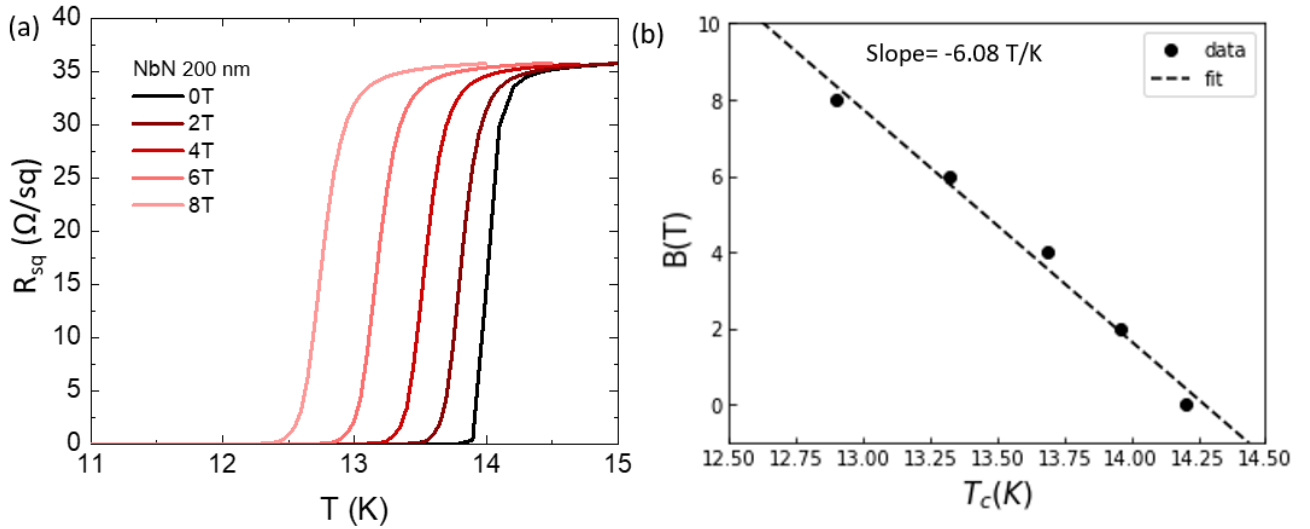 (a)
40
35
30
25
20
15
10
5
0
R_sq (Ω/sq)
NbN 200 nm
0T
2T
4T
6T
8T
11
12
13
14
15
T (K)
(b)
10
8
6
4
2
0
B(T)
Slope= -6.08 T/K
data
fit
12.50
12.75
13.00
13.25
13.50
13.75
14.00
14.25
14.50
T_c(K)